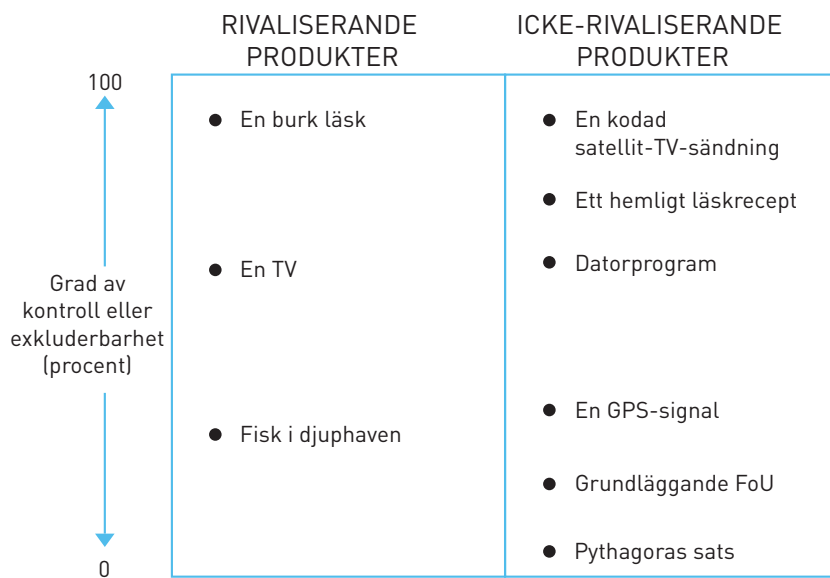 RIVALISERANDE
PRODUKTER
ICKE-RIVALISERANDE
PRODUKTER
100
Grad av
kontroll eller
exkluderbarhet
(procent)
0
En burk läsk
En TV
Fisk i djuphaven
En kodad
satellit-TV-sändning
Ett hemligt läskrecept
Datorprogram
En GPS-signal
Grundläggande FoU
Pythagoras sats